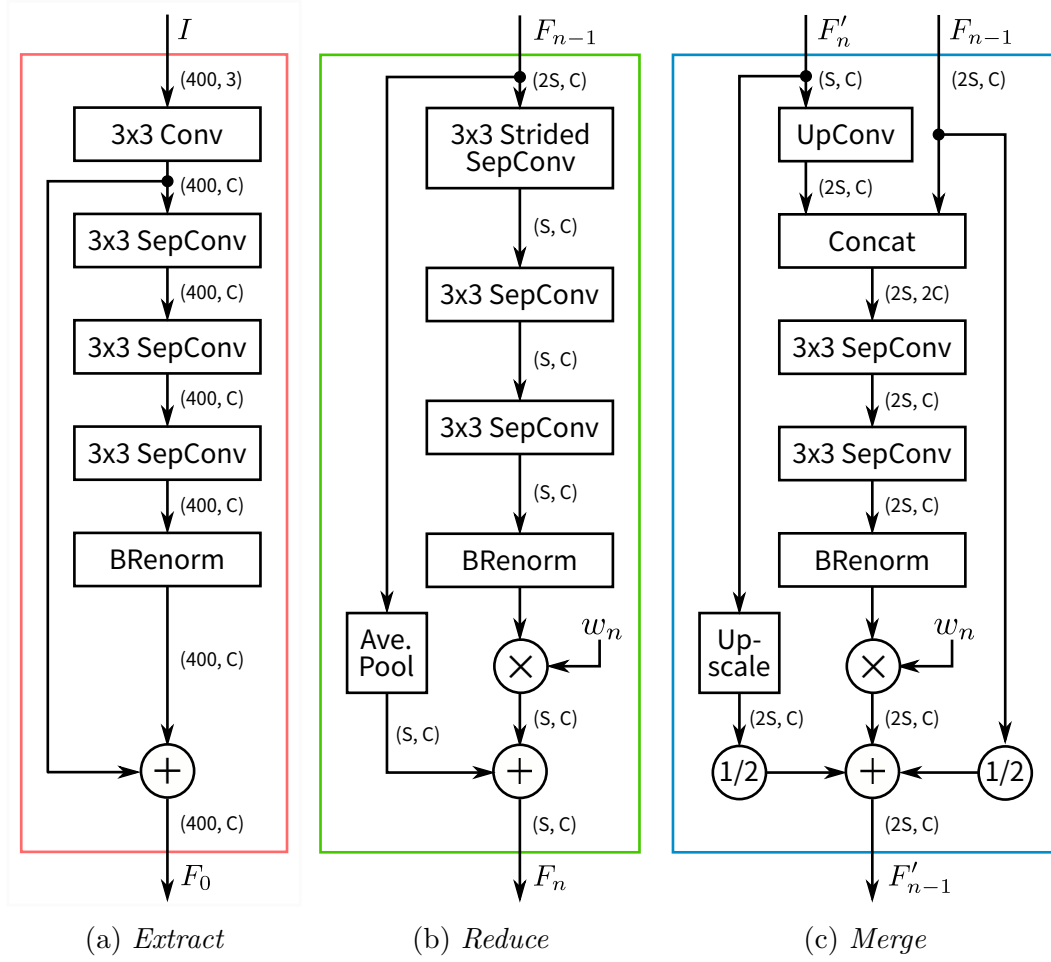 I
(400, 3)
3x3 Conv
(400, C)
3x3 SepConv
(400, C)
3x3 SepConv
(400, C)
3x3 SepConv
(400, C)
BRenorm
(400, C)
+
(400, C)
F₀
(a) Extract
Fₙ₋₁
(2S, C)
3x3 Strided
SepConv
(S, C)
3x3 SepConv
(S, C)
3x3 SepConv
(S, C)
BRenorm
Ave.
Pool
×
wₙ
(S, C)
(S, C)
+
(S, C)
Fₙ
(b) Reduce
F′ₙ
Fₙ₋₁
(S, C)
(2S, C)
UpConv
(2S, C)
Concat
(2S, 2C)
3x3 SepConv
(2S, C)
3x3 SepConv
(2S, C)
BRenorm
Up-
scale
×
wₙ
(2S, C)
(2S, C)
1/2
+
1/2
(2S, C)
F′ₙ₋₁
(c) Merge